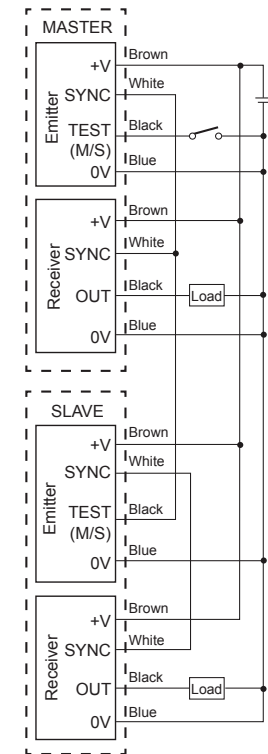 MASTER
Emitter
+V Brown
SYNC White
TEST Black
(M/S)
0V Blue
Receiver
+V Brown
SYNC White
OUT Black Load
0V Blue
SLAVE
Emitter
+V Brown
SYNC White
TEST Black
(M/S)
0V Blue
Receiver
+V Brown
SYNC White
OUT Black Load
0V Blue